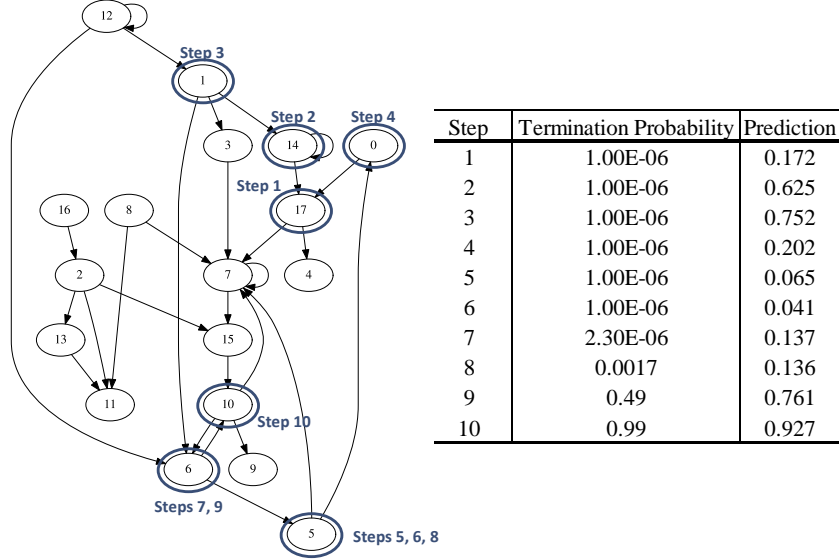 12
Step 3
1
Step 2
Step 4
3
14
0
Step 1
16
8
17
2
7
4
13
15
11
10
Step 10
6
9
Steps 7, 9
5
Steps 5, 6, 8
Step Termination Probability Prediction
1 1.00E-06 0.172
2 1.00E-06 0.625
3 1.00E-06 0.752
4 1.00E-06 0.202
5 1.00E-06 0.065
6 1.00E-06 0.041
7 2.30E-06 0.137
8 0.0017 0.136
9 0.49 0.761
10 0.99 0.927